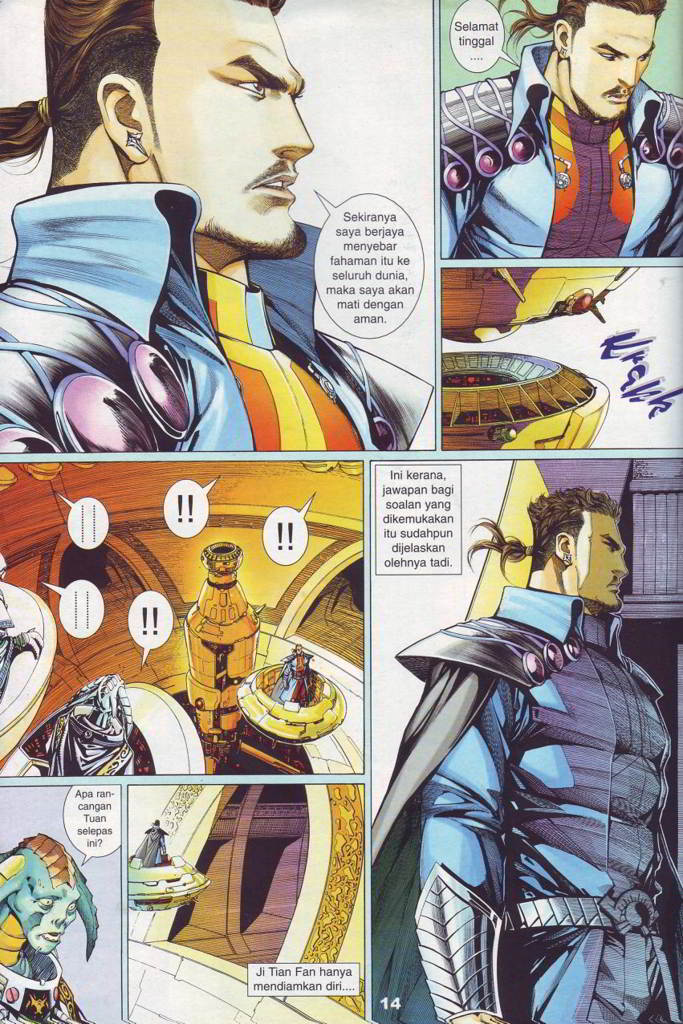 Sekiranya
saya berjaya
menyebar
fahaman itu ke
seluruh dunia,
maka saya akan
mati dengan
aman.
Selamat
tinggal
....
!!
!!
!!
Ini kerana,
jawapan bagi
soalan yang
dikemukakan
itu sudahpun
dijelaskan
olehnya tadi.
Apa ran-
cangan
Tuan
selepas
ini?
Ji Tian Fan hanya
mendiamkan diri....
14